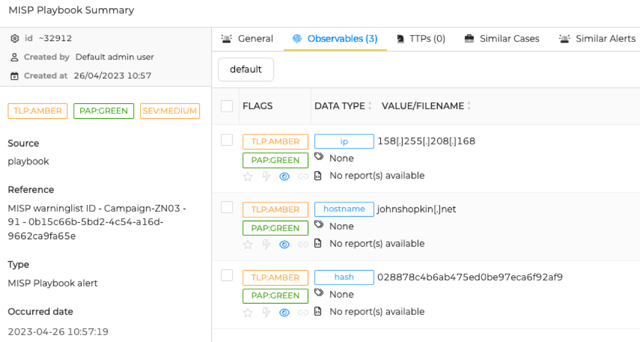 MISP Playbook Summary
id ~32912
Created by Default admin user
Created at 26/04/2023 10:57
TLP:AMBER PAP:GREEN SEV:MEDIUM
Source
playbook
Reference
MISP warninglist ID - Campaign-ZN03 -
91 - 0b15c66b-5bd2-4c54-a16d-
9662ca9fa65e
Type
MISP Playbook alert
Occurred date
2023-04-26 10:57:19
General Observables (3) TTPs (0) Similar Cases Similar Alerts
default
FLAGS DATA TYPE VALUE/FILENAME
TLP:AMBER ip 158[.]255[.]208[.]168
PAP:GREEN None
No report(s) available
TLP:AMBER hostname johnshopkin[.]net
PAP:GREEN None
No report(s) available
TLP:AMBER hash 028878c4b6ab475ed0be97eca6f92af9
PAP:GREEN None
No report(s) available